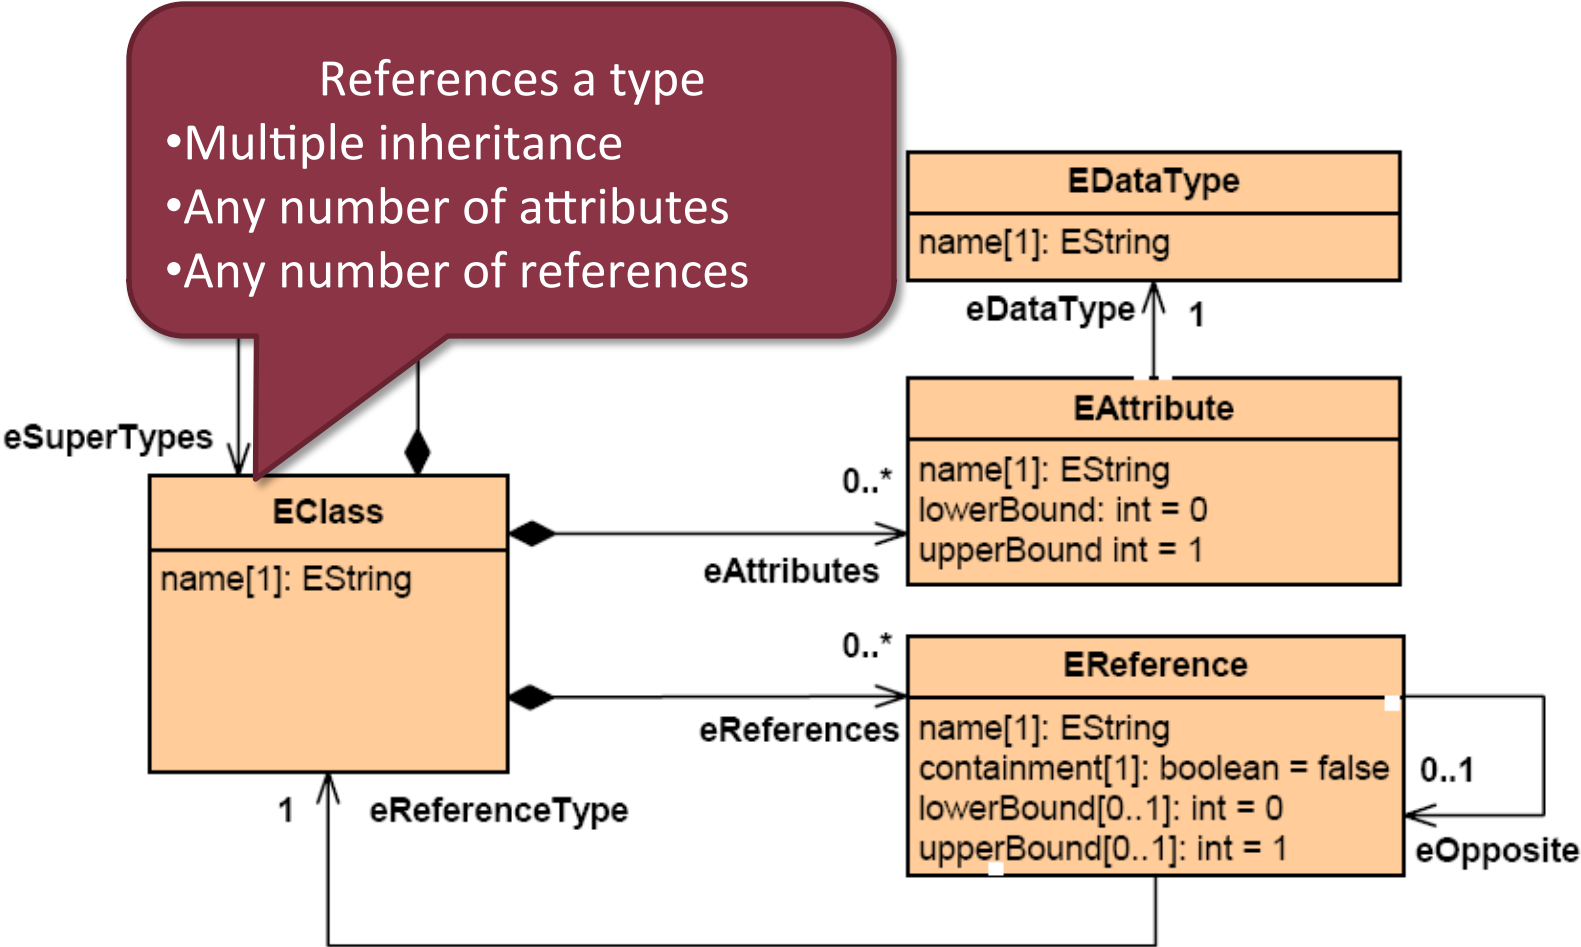 References a type
•Multiple inheritance
•Any number of attributes
•Any number of references
EDataType
name[1]: EString
eDataType
1
EAttribute
name[1]: EString
lowerBound: int = 0
upperBound int = 1
eSuperTypes
EClass
name[1]: EString
0..*
eAttributes
0..*
eReferences
EReference
name[1]: EString
containment[1]: boolean = false
lowerBound[0..1]: int = 0
upperBound[0..1]: int = 1
0..1
eOpposite
1
eReferenceType